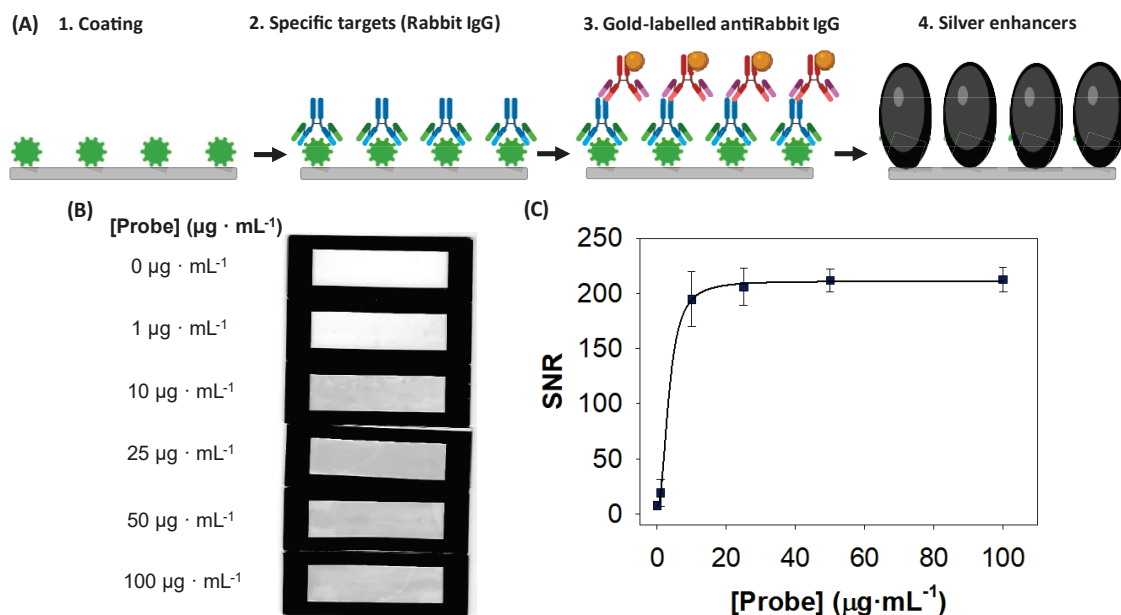 (A) 1. Coating 2. Specific targets (Rabbit IgG) 3. Gold-labelled antiRabbit IgG 4. Silver enhancers
(B)
[Probe] (µg · mL⁻¹)
0 µg · mL⁻¹
1 µg · mL⁻¹
10 µg · mL⁻¹
25 µg · mL⁻¹
50 µg · mL⁻¹
100 µg · mL⁻¹
(C)
250
200
150
100
50
0
SNR
0 20 40 60 80 100
[Probe] (µg·mL⁻¹)